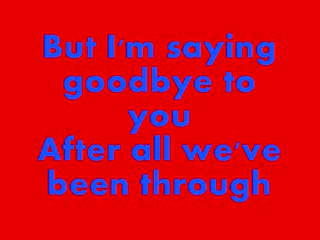 But I'm saying
goodbye to
you
After all we've
been through